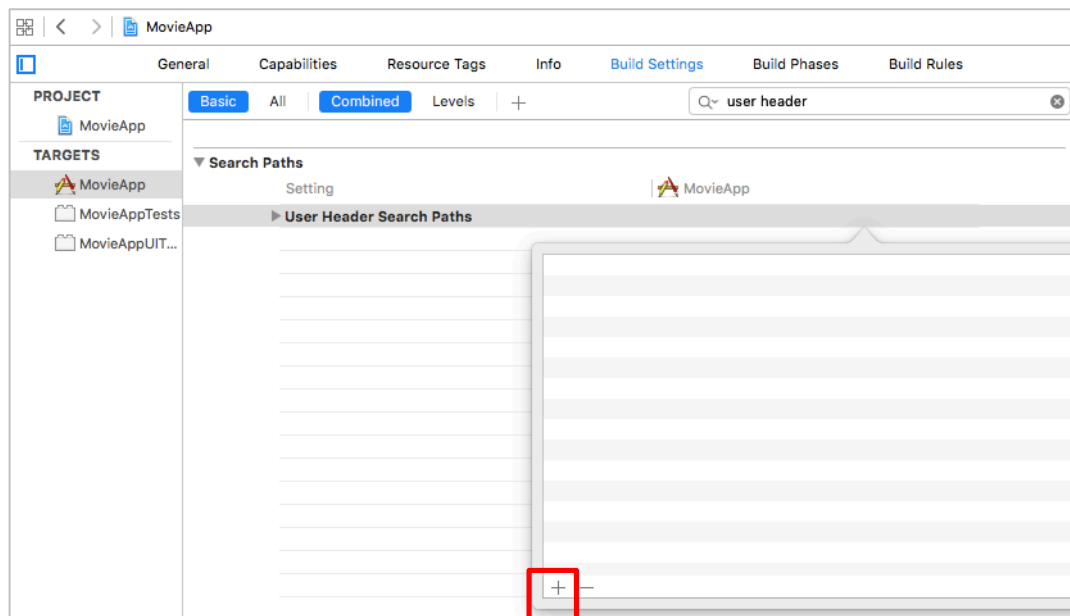 MovieApp
General Capabilities Resource Tags Info Build Settings Build Phases Build Rules
PROJECT
MovieApp
TARGETS
MovieApp
MovieAppTests
MovieAppUIT...
Basic All Combined Levels +
user header
Search Paths
Setting MovieApp
User Header Search Paths
+ −